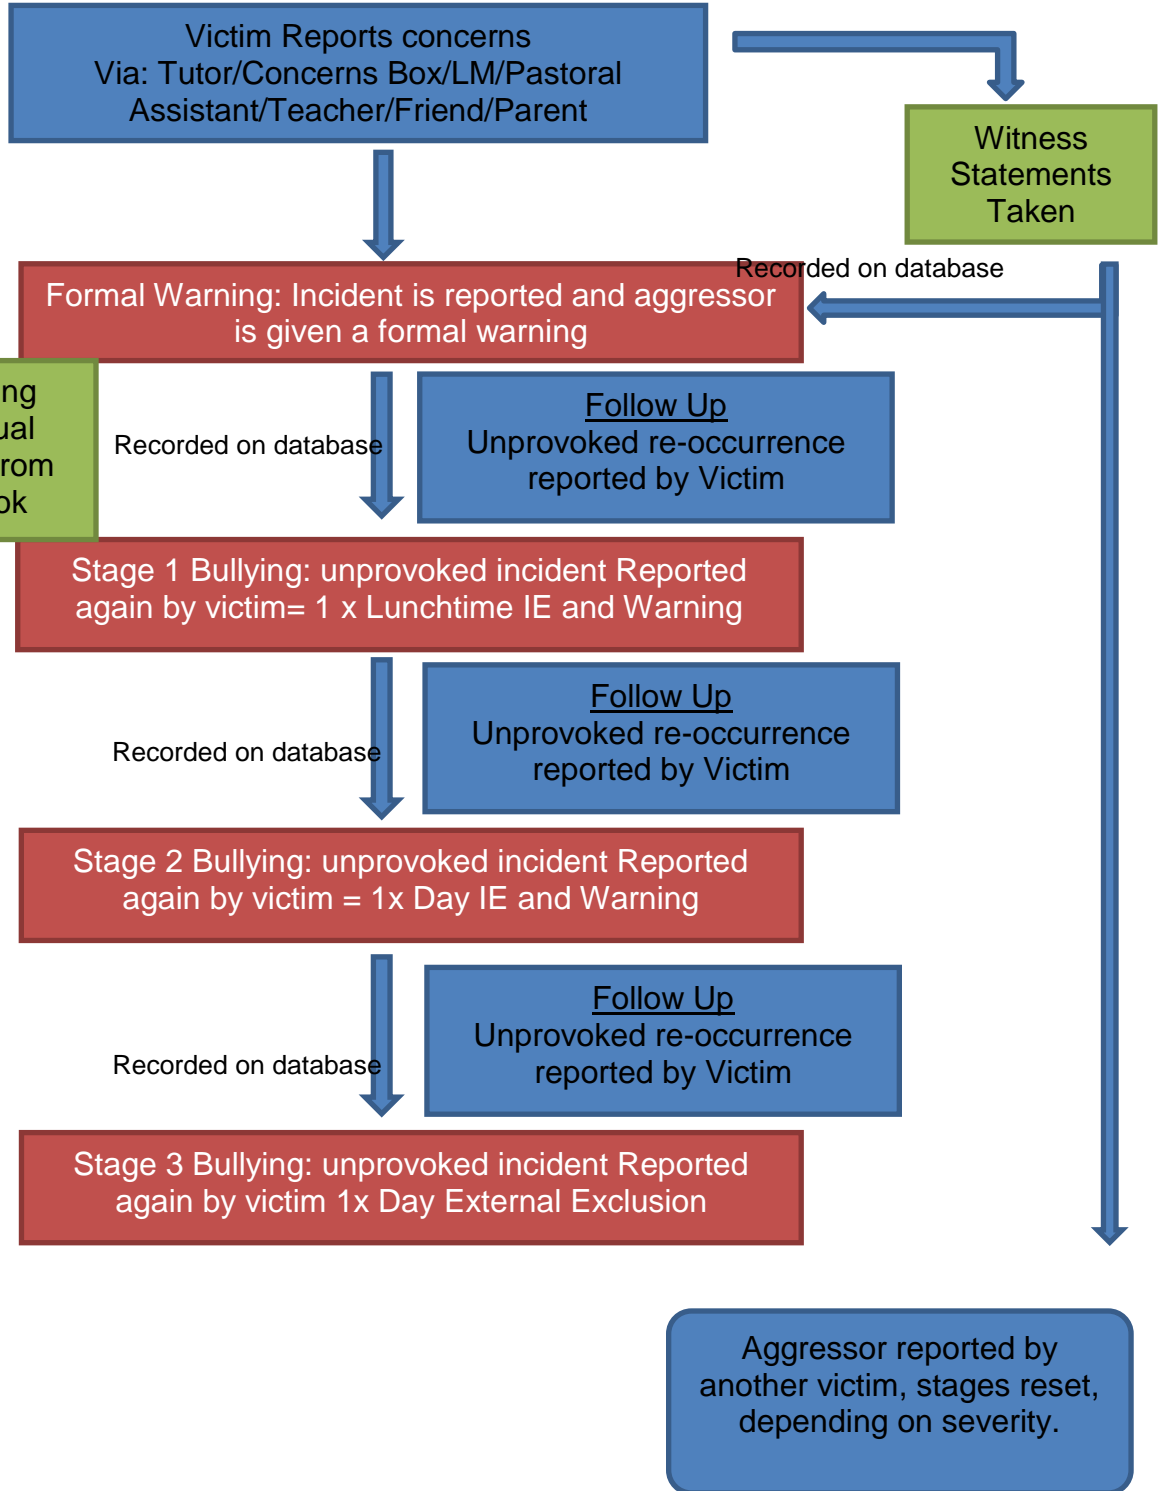 Victim Reports concerns
Via: Tutor/Concerns Box/LM/Pastoral
Assistant/Teacher/Friend/Parent
Witness
Statements
Taken
Recorded on database
Formal Warning: Incident is reported and aggressor
is given a formal warning
Recorded on database
Follow Up
Unprovoked re-occurrence
reported by Victim
Stage 1 Bullying: unprovoked incident Reported
again by victim= 1 x Lunchtime IE and Warning
Recorded on database
Follow Up
Unprovoked re-occurrence
reported by Victim
Stage 2 Bullying: unprovoked incident Reported
again by victim = 1x Day IE and Warning
Recorded on database
Follow Up
Unprovoked re-occurrence
reported by Victim
Stage 3 Bullying: unprovoked incident Reported
again by victim 1x Day External Exclusion
Aggressor reported by
another victim, stages reset,
depending on severity.